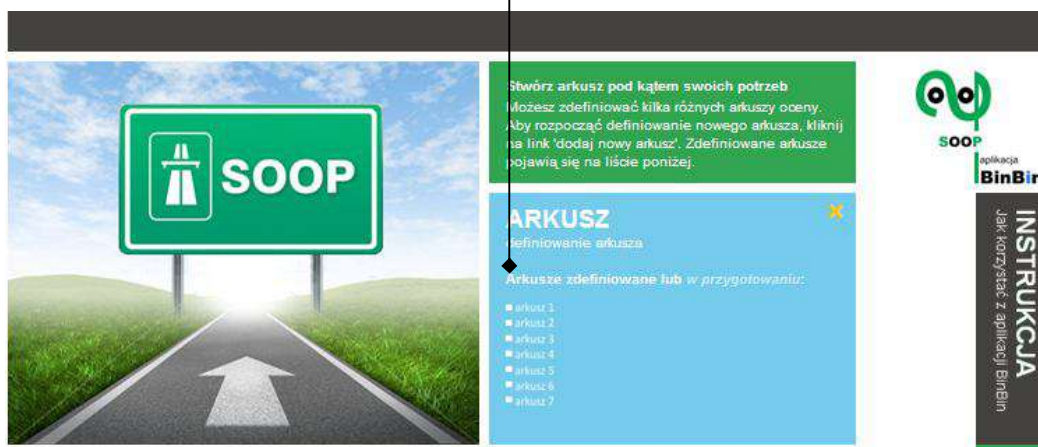 SOOP
Stwórz arkusz pod kątem swoich potrzeb
Możesz zdefiniować kilka różnych arkuszy oceny.
Aby rozpocząć definiowanie nowego arkusza, kliknij
na link 'dodaj nowy arkusz'. Zdefiniowane arkusze
pojawią się na liście poniżej.
ARKUSZ
definiowanie arkusza
Arkusze zdefiniowane lub w przygotowaniu:
arkusz 1
arkusz 2
arkusz 3
arkusz 4
arkusz 5
arkusz 6
arkusz 7
SOOP
aplikacja
BinBin
INSTRUKCJA
Jak korzystać z aplikacji BinBin